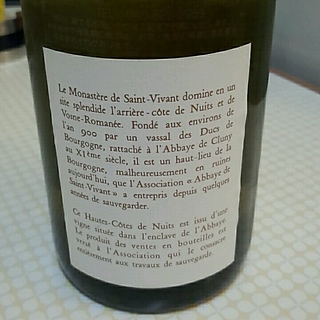 Le Monastère de Saint-Vivant domine en un
site splendide l'arrière-côte de Nuits et de
Vosne-Romanée. Fondé aux environs de
l'an 900 par un vassal des Ducs de
Bourgogne, rattaché à l'Abbaye de Cluny
au XIème siècle, il est un haut-lieu de la
Bourgogne, malheureusement en ruines
aujourd'hui, que l'Association « Abbaye de
Saint-Vivant » a entrepris depuis quelques
années de sauvegarder.
Ce Hautes-Côtes de Nuits est issu d'une
vigne située dans l'enclave de l'Abbaye
Le produit des ventes en bouteilles est
versé à l'Association qui le consacre
entièrement aux travaux de sauvegarde.